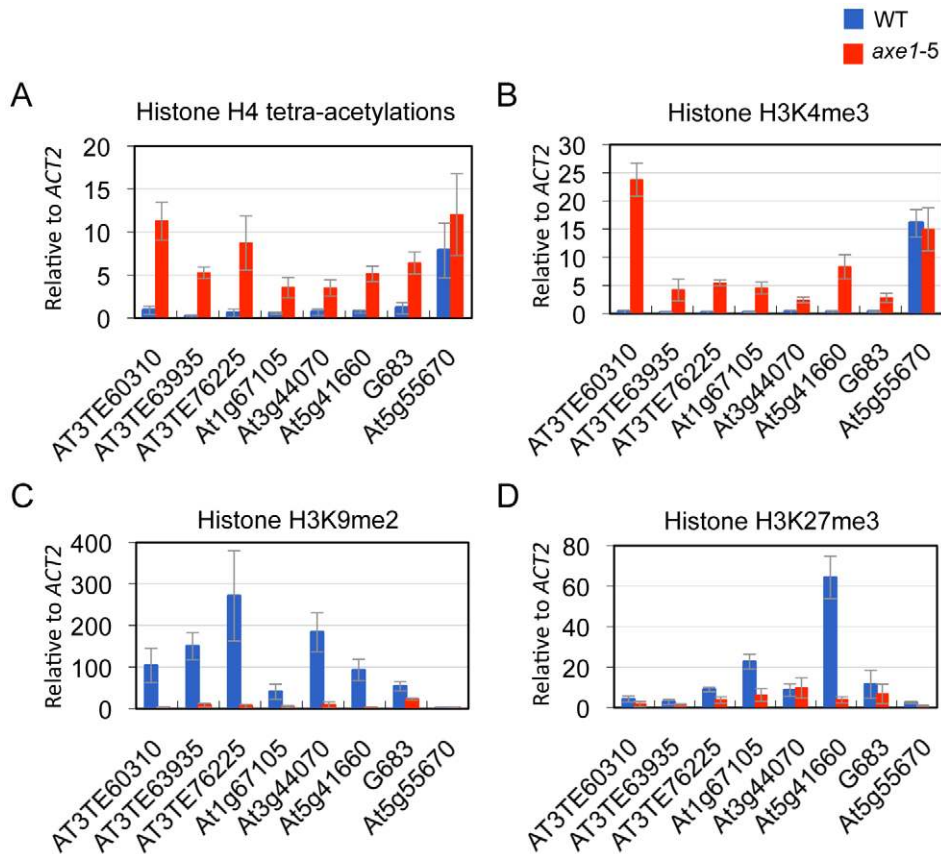 WT
axe1-5
A
Histone H4 tetra-acetylations
Relative to ACT2
20
15
10
5
0
AT3TE60310
AT3TE63935
AT3TE76225
At1g67105
At3g44070
At5g41660
G683
At5g55670
B
Histone H3K4me3
Relative to ACT2
30
25
20
15
10
5
0
AT3TE60310
AT3TE63935
AT3TE76225
At1g67105
At3g44070
At5g41660
G683
At5g55670
C
Histone H3K9me2
Relative to ACT2
400
300
200
100
0
AT3TE60310
AT3TE63935
AT3TE76225
At1g67105
At3g44070
At5g41660
G683
At5g55670
D
Histone H3K27me3
Relative to ACT2
80
60
40
20
0
AT3TE60310
AT3TE63935
AT3TE76225
At1g67105
At3g44070
At5g41660
G683
At5g55670